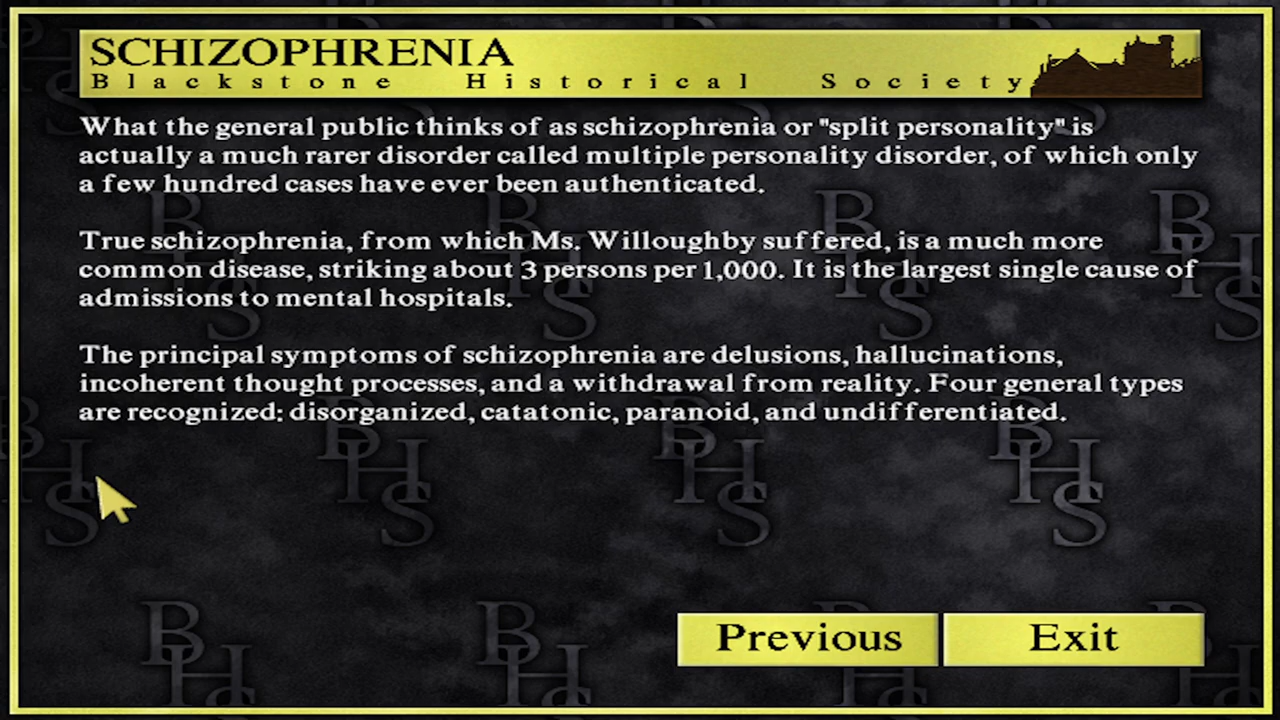 SCHIZOPHRENIA
Blackstone Historical Society
What the general public thinks of as schizophrenia or "split personality" is
actually a much rarer disorder called multiple personality disorder, of which only
a few hundred cases have ever been authenticated.
True schizophrenia, from which Ms. Willoughby suffered, is a much more
common disease, striking about 3 persons per 1,000. It is the largest single cause of
admissions to mental hospitals.
The principal symptoms of schizophrenia are delusions, hallucinations,
incoherent thought processes, and a withdrawal from reality. Four general types
are recognized: disorganized, catatonic, paranoid, and undifferentiated.
Previous Exit